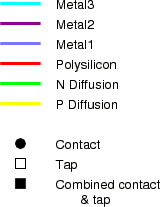 Metal3
Metal2
Metal1
Polysilicon
N Diffusion
P Diffusion
Contact
Tap
Combined contact
& tap